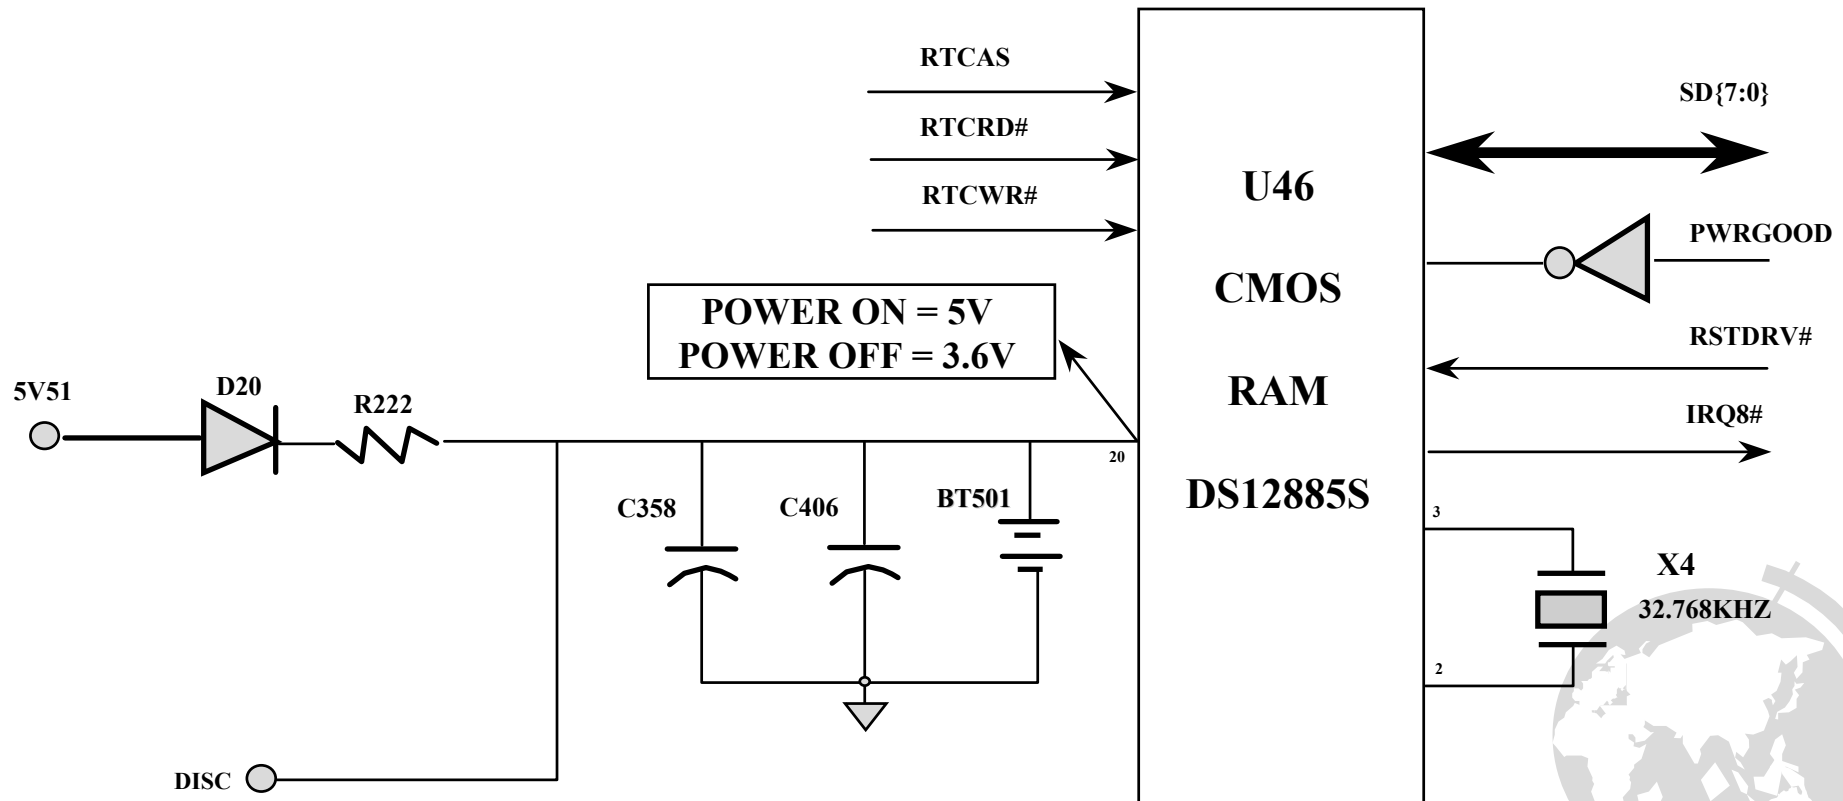 RTCAS
SD{7:0}
RTCRD#
U46
RTCWR#
PWRGOOD
CMOS
POWER ON = 5V
POWER OFF = 3.6V
RSTDRV#
5V51
D20
R222
RAM
IRQ8#
20
C358
C406
BT501
DS12885S
3
X4
32.768KHZ
2
DISC